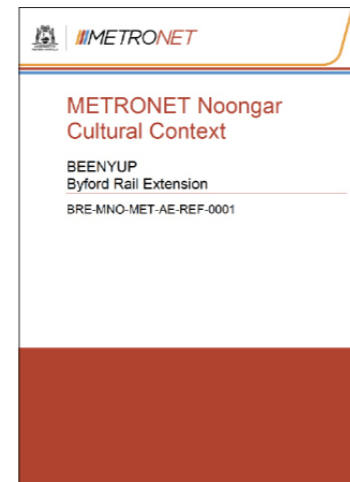 METRONET
METRONET Noongar
Cultural Context
BEENYUP
Byford Rail Extension
BRE-MNO-MET-AE-REF-0001